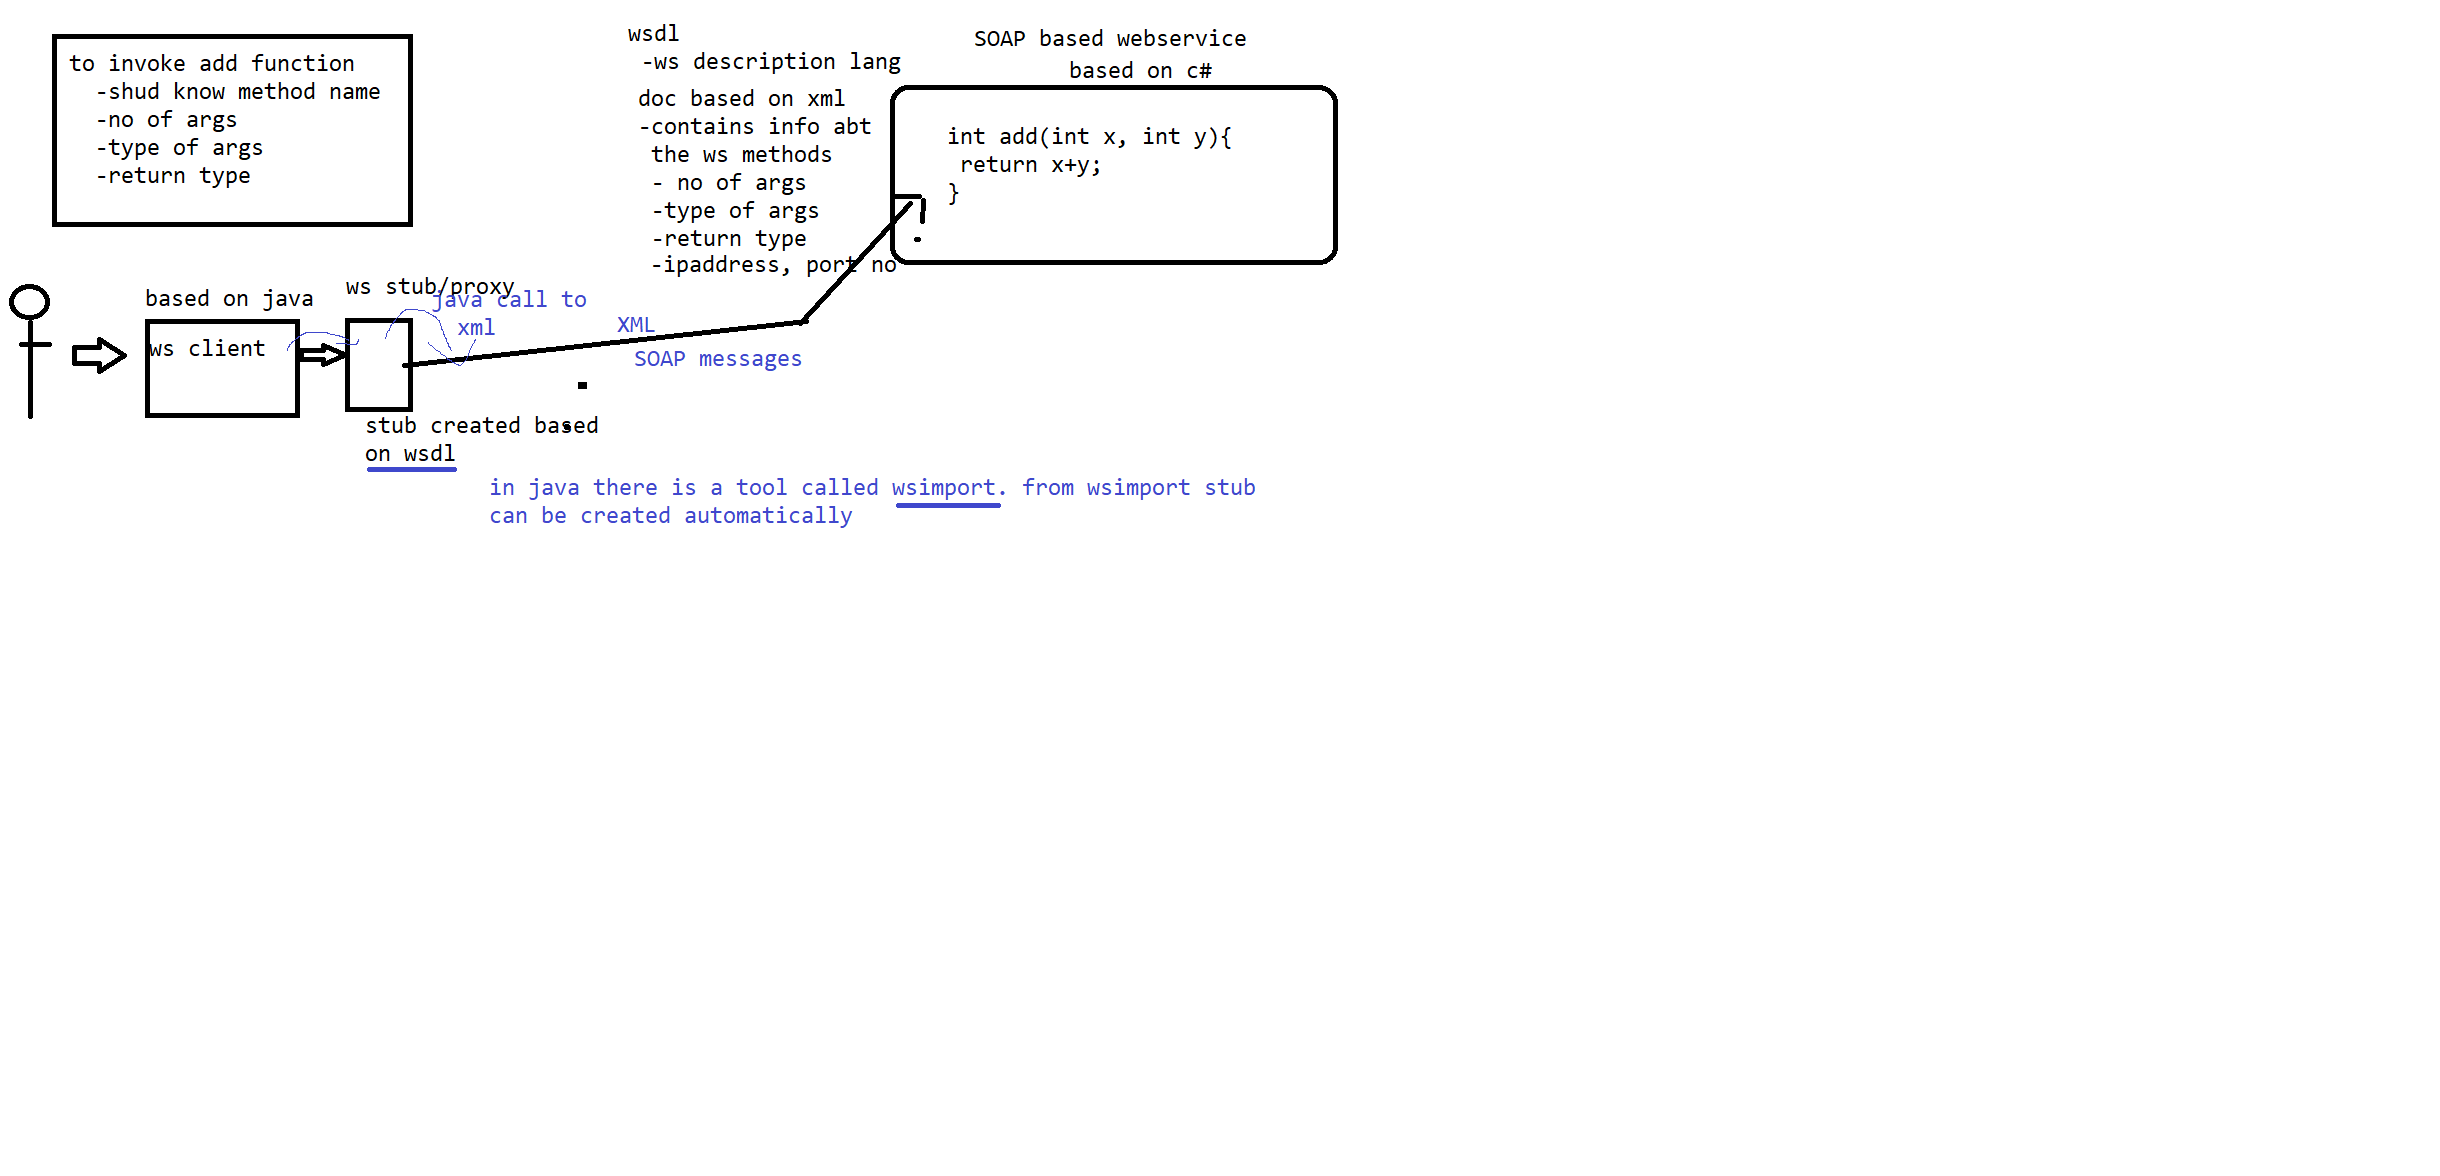 to invoke add function
-shud know method name
-no of args
-type of args
-return type
wsdl
-ws description lang
doc based on xml
-contains info abt
the ws methods
- no of args
-type of args
-return type
-ipaddress, port no
SOAP based webservice
based on c#
int add(int x, int y){
return x+y;
}
based on java
ws client
ws stub/proxy
java call to
xml
XML
SOAP messages
stub created based
on wsdl
in java there is a tool called wsimport. from wsimport stub
can be created automatically